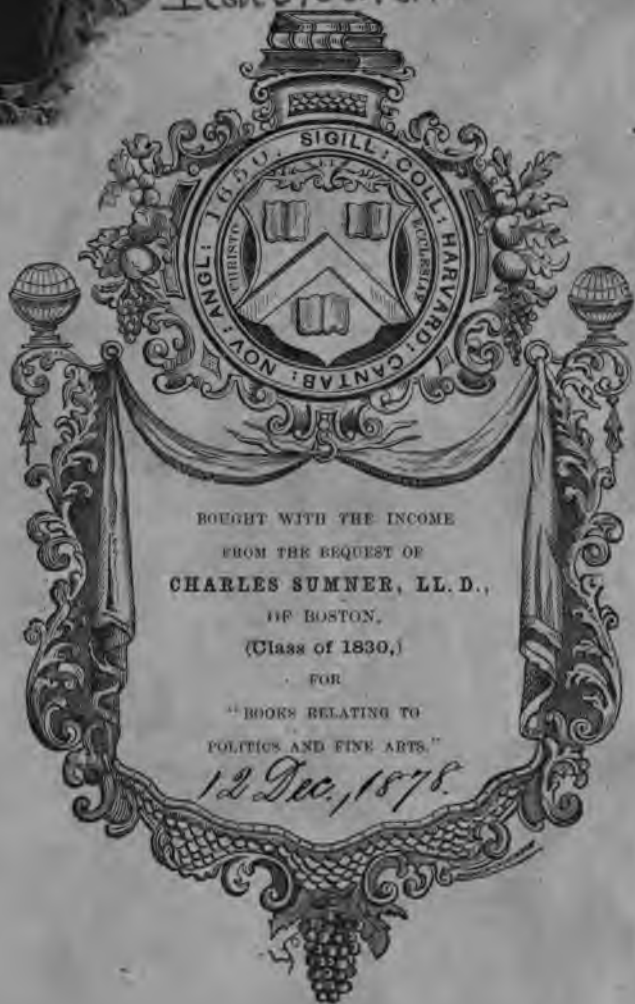 SIGILL: COLL: HARVARD: CANTAB: NOV: ANGL: 1650.
CHRISTO
ECCLESIAE
BOUGHT WITH THE INCOME
FROM THE BEQUEST OF
CHARLES SUMNER, LL. D.,
OF BOSTON,
(Class of 1830,)
FOR
"BOOKS RELATING TO
POLITICS AND FINE ARTS."
12 Dec., 1878.